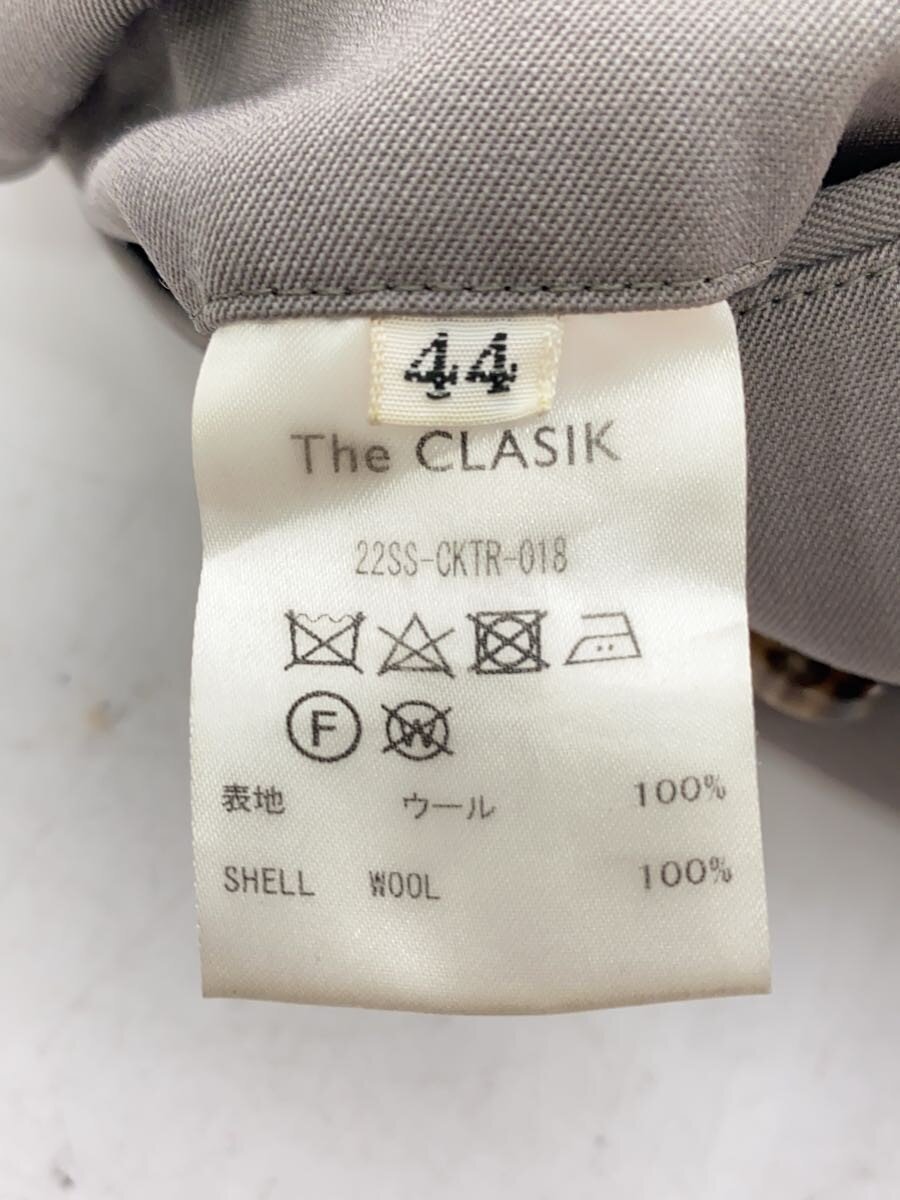 44
The CLASIK
22SS-CKTR-018
F W
表地 ウール 100%
SHELL WOOL 100%